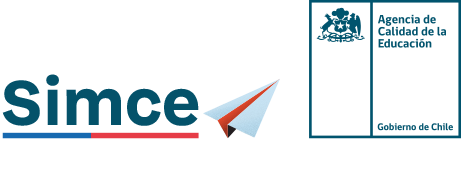 Simce
Agencia de
Calidad de la
Educación
Gobierno de Chile